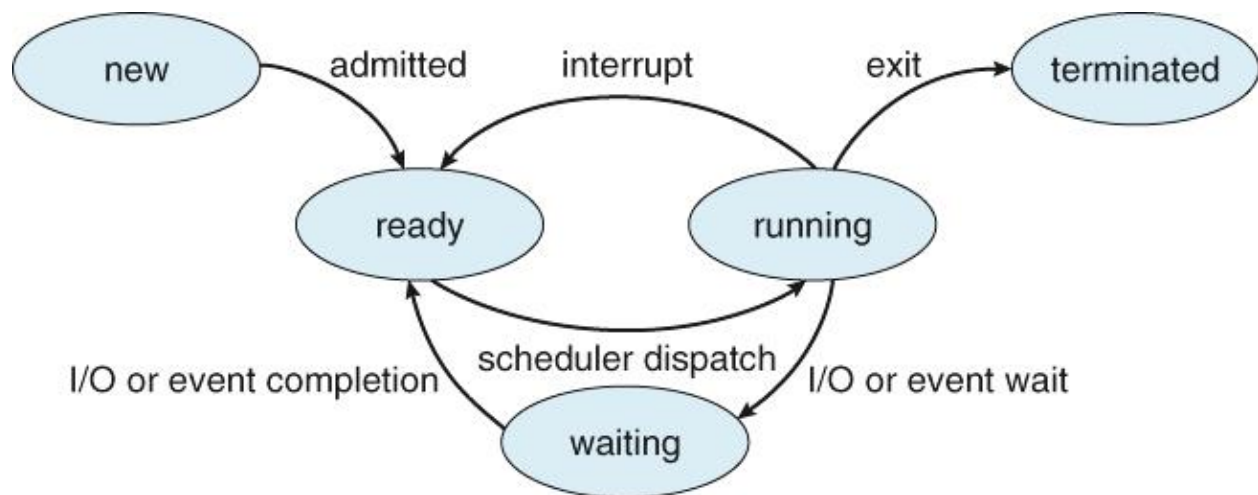 new
admitted
interrupt
exit
terminated
ready
running
scheduler dispatch
I/O or event completion
I/O or event wait
waiting